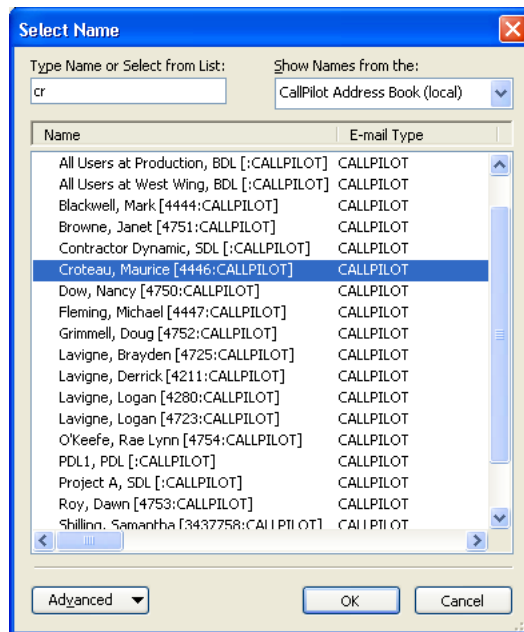 Select Name
Type Name or Select from List: Show Names from the:
cr CallPilot Address Book (local)
Name E-mail Type
All Users at Production, BDL [:CALLPILOT] CALLPILOT
All Users at West Wing, BDL [:CALLPILOT] CALLPILOT
Blackwell, Mark [4444:CALLPILOT] CALLPILOT
Browne, Janet [4751:CALLPILOT] CALLPILOT
Contractor Dynamic, SDL [:CALLPILOT] CALLPILOT
Croteau, Maurice [4446:CALLPILOT] CALLPILOT
Dow, Nancy [4750:CALLPILOT] CALLPILOT
Fleming, Michael [4447:CALLPILOT] CALLPILOT
Grimmell, Doug [4752:CALLPILOT] CALLPILOT
Lavigne, Brayden [4725:CALLPILOT] CALLPILOT
Lavigne, Derrick [4211:CALLPILOT] CALLPILOT
Lavigne, Logan [4280:CALLPILOT] CALLPILOT
Lavigne, Logan [4723:CALLPILOT] CALLPILOT
O'Keefe, Rae Lynn [4754:CALLPILOT] CALLPILOT
PDL1, PDL [:CALLPILOT] CALLPILOT
Project A, SDL [:CALLPILOT] CALLPILOT
Roy, Dawn [4753:CALLPILOT] CALLPILOT
Shilling, Samantha [3437758:CALLPILOT] CALLPILOT
Advanced OK Cancel